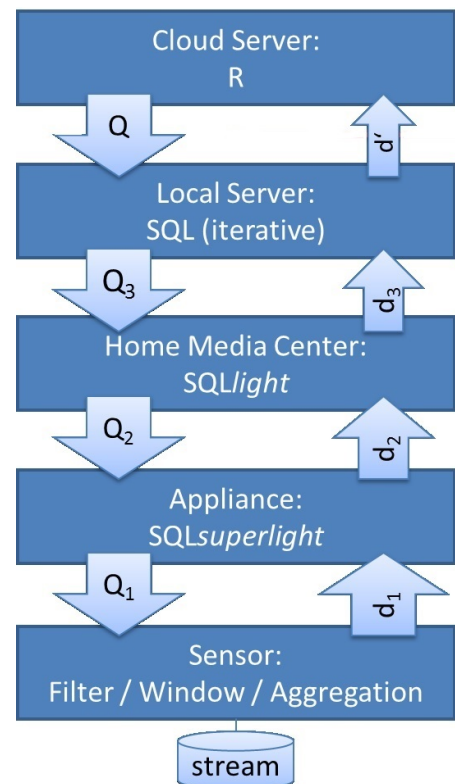 Cloud Server:
R
Q
d'
Local Server:
SQL (iterative)
Q₃
d₃
Home Media Center:
SQLlight
Q₂
d₂
Appliance:
SQLsuperlight
Q₁
d₁
Sensor:
Filter / Window / Aggregation
stream